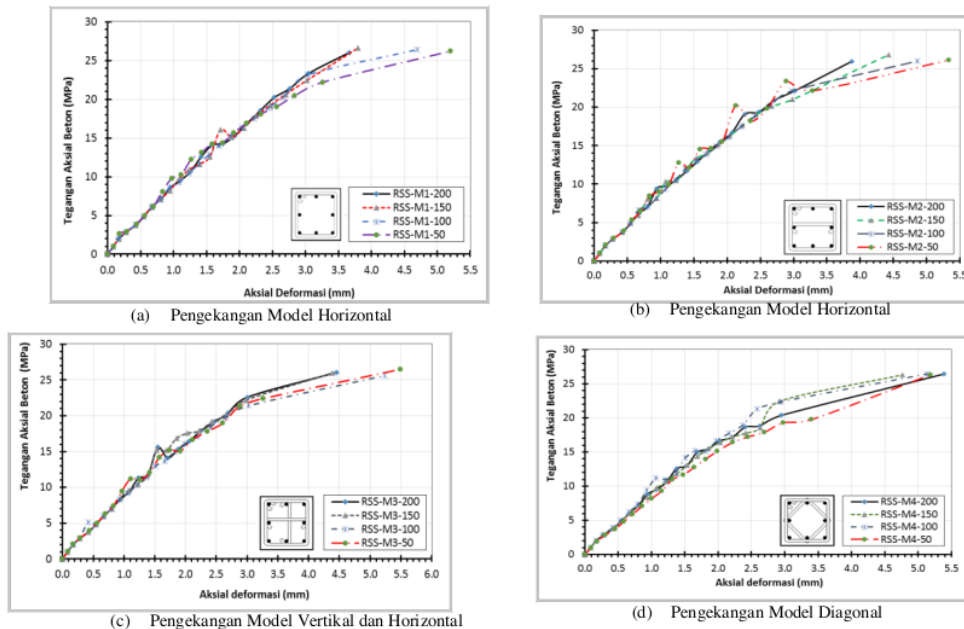 30
25
20
15
10
5
0
Tegangan Aksial Beton (MPa)
RSS-M1-200
RSS-M1-150
RSS-M1-100
RSS-M1-50
0.0 0.5 1.0 1.5 2.0 2.5 3.0 3.5 4.0 4.5 5.0 5.5
Aksial Deformasi (mm)
(a) Pengekangan Model Horizontal
30
25
20
15
10
5
0
Tegangan Aksial Beton (MPa)
RSS-M2-200
RSS-M2-150
RSS-M2-100
RSS-M2-50
0.0 0.5 1.0 1.5 2.0 2.5 3.0 3.5 4.0 4.5 5.0 5.5
Aksial Deformasi (mm)
(b) Pengekangan Model Horizontal
30
25
20
15
10
5
0
Tegangan Aksial Beton (MPa)
RSS-M3-200
RSS-M3-150
RSS-M3-100
RSS-M3-50
0.0 0.5 1.0 1.5 2.0 2.5 3.0 3.5 4.0 4.5 5.0 5.5 6.0
Aksial deformasi (mm)
(c) Pengekangan Model Vertikal dan Horizontal
30
25
20
15
10
5
0
Tegangan Aksial Beton (MPa)
RSS-M4-200
RSS-M4-150
RSS-M4-100
RSS-M4-50
0.0 0.5 1.0 1.5 2.0 2.5 3.0 3.5 4.0 4.5 5.0 5.5
Aksial deformasi (mm)
(d) Pengekangan Model Diagonal